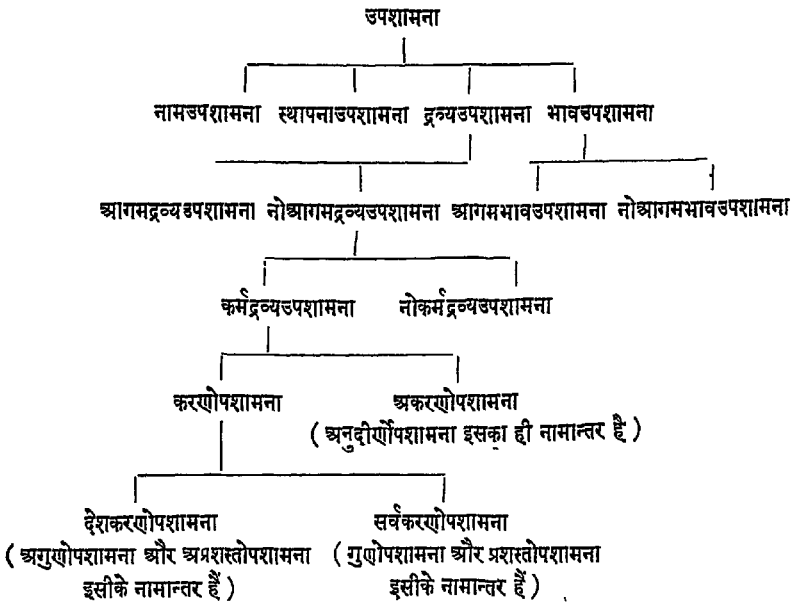 उपशामना
नामउपशामना स्थापनाउपशामना द्रव्यउपशामना भावउपशामना
आगमद्रव्यउपशामना नोआगमद्रव्यउपशामना आगमभावउपशामना नोआगमभावउपशामना
कर्मद्रव्यउपशामना नोकर्मद्रव्यउपशामना
करणोपशामना अकरणोपशामना
( अनुदीर्णोपशामना इसका ही नामान्तर है )
देशकरणोपशामना सर्वकरणोपशामना
( अगुणोपशामना और अप्रशस्तोपशामना ( गुणोपशामना और प्रशस्तोपशामना
इसीके नामान्तर हैं ) इसीके नामान्तर हैं )